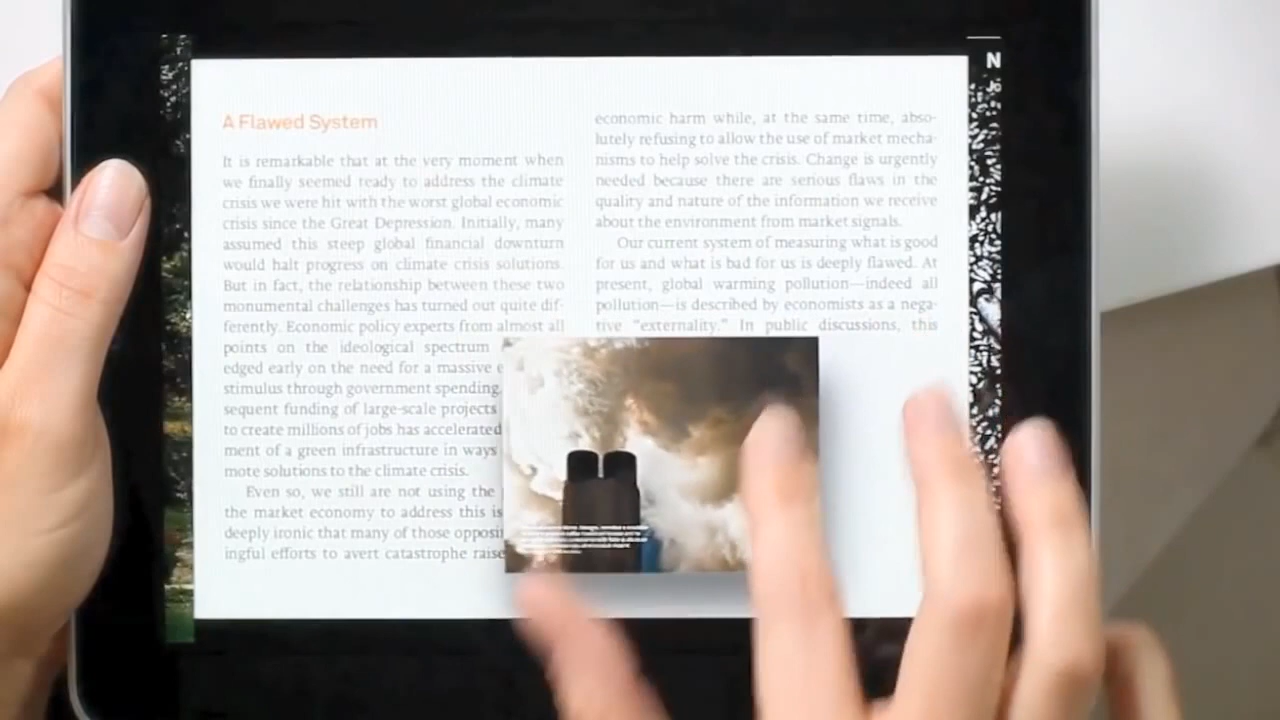 A Flawed System
It is remarkable that at the very moment when
we finally seemed ready to address the climate
crisis we were hit with the worst global economic
crisis since the Great Depression. Initially, many
assumed this steep global financial downturn
would halt progress on climate crisis solutions.
But in fact, the relationship between these two
monumental challenges has turned out quite dif-
ferently. Economic policy experts from almost all
points on the ideological spectrum
edged early on the need for a massive e
stimulus through government spending.
sequent funding of large-scale projects
to create millions of jobs has accelerated
ment of a green infrastructure in ways
mote solutions to the climate crisis.
Even so, we still are not using the
the market economy to address this is
deeply ironic that many of those opposi
ingful efforts to avert catastrophe raise
economic harm while, at the same time, abso-
lutely refusing to allow the use of market mecha-
nisms to help solve the crisis. Change is urgently
needed because there are serious flaws in the
quality and nature of the information we receive
about the environment from market signals.
Our current system of measuring what is good
for us and what is bad for us is deeply flawed. At
present, global warming pollution—indeed all
pollution—is described by economists as a nega-
tive "externality." In public discussions, this
N
Jo